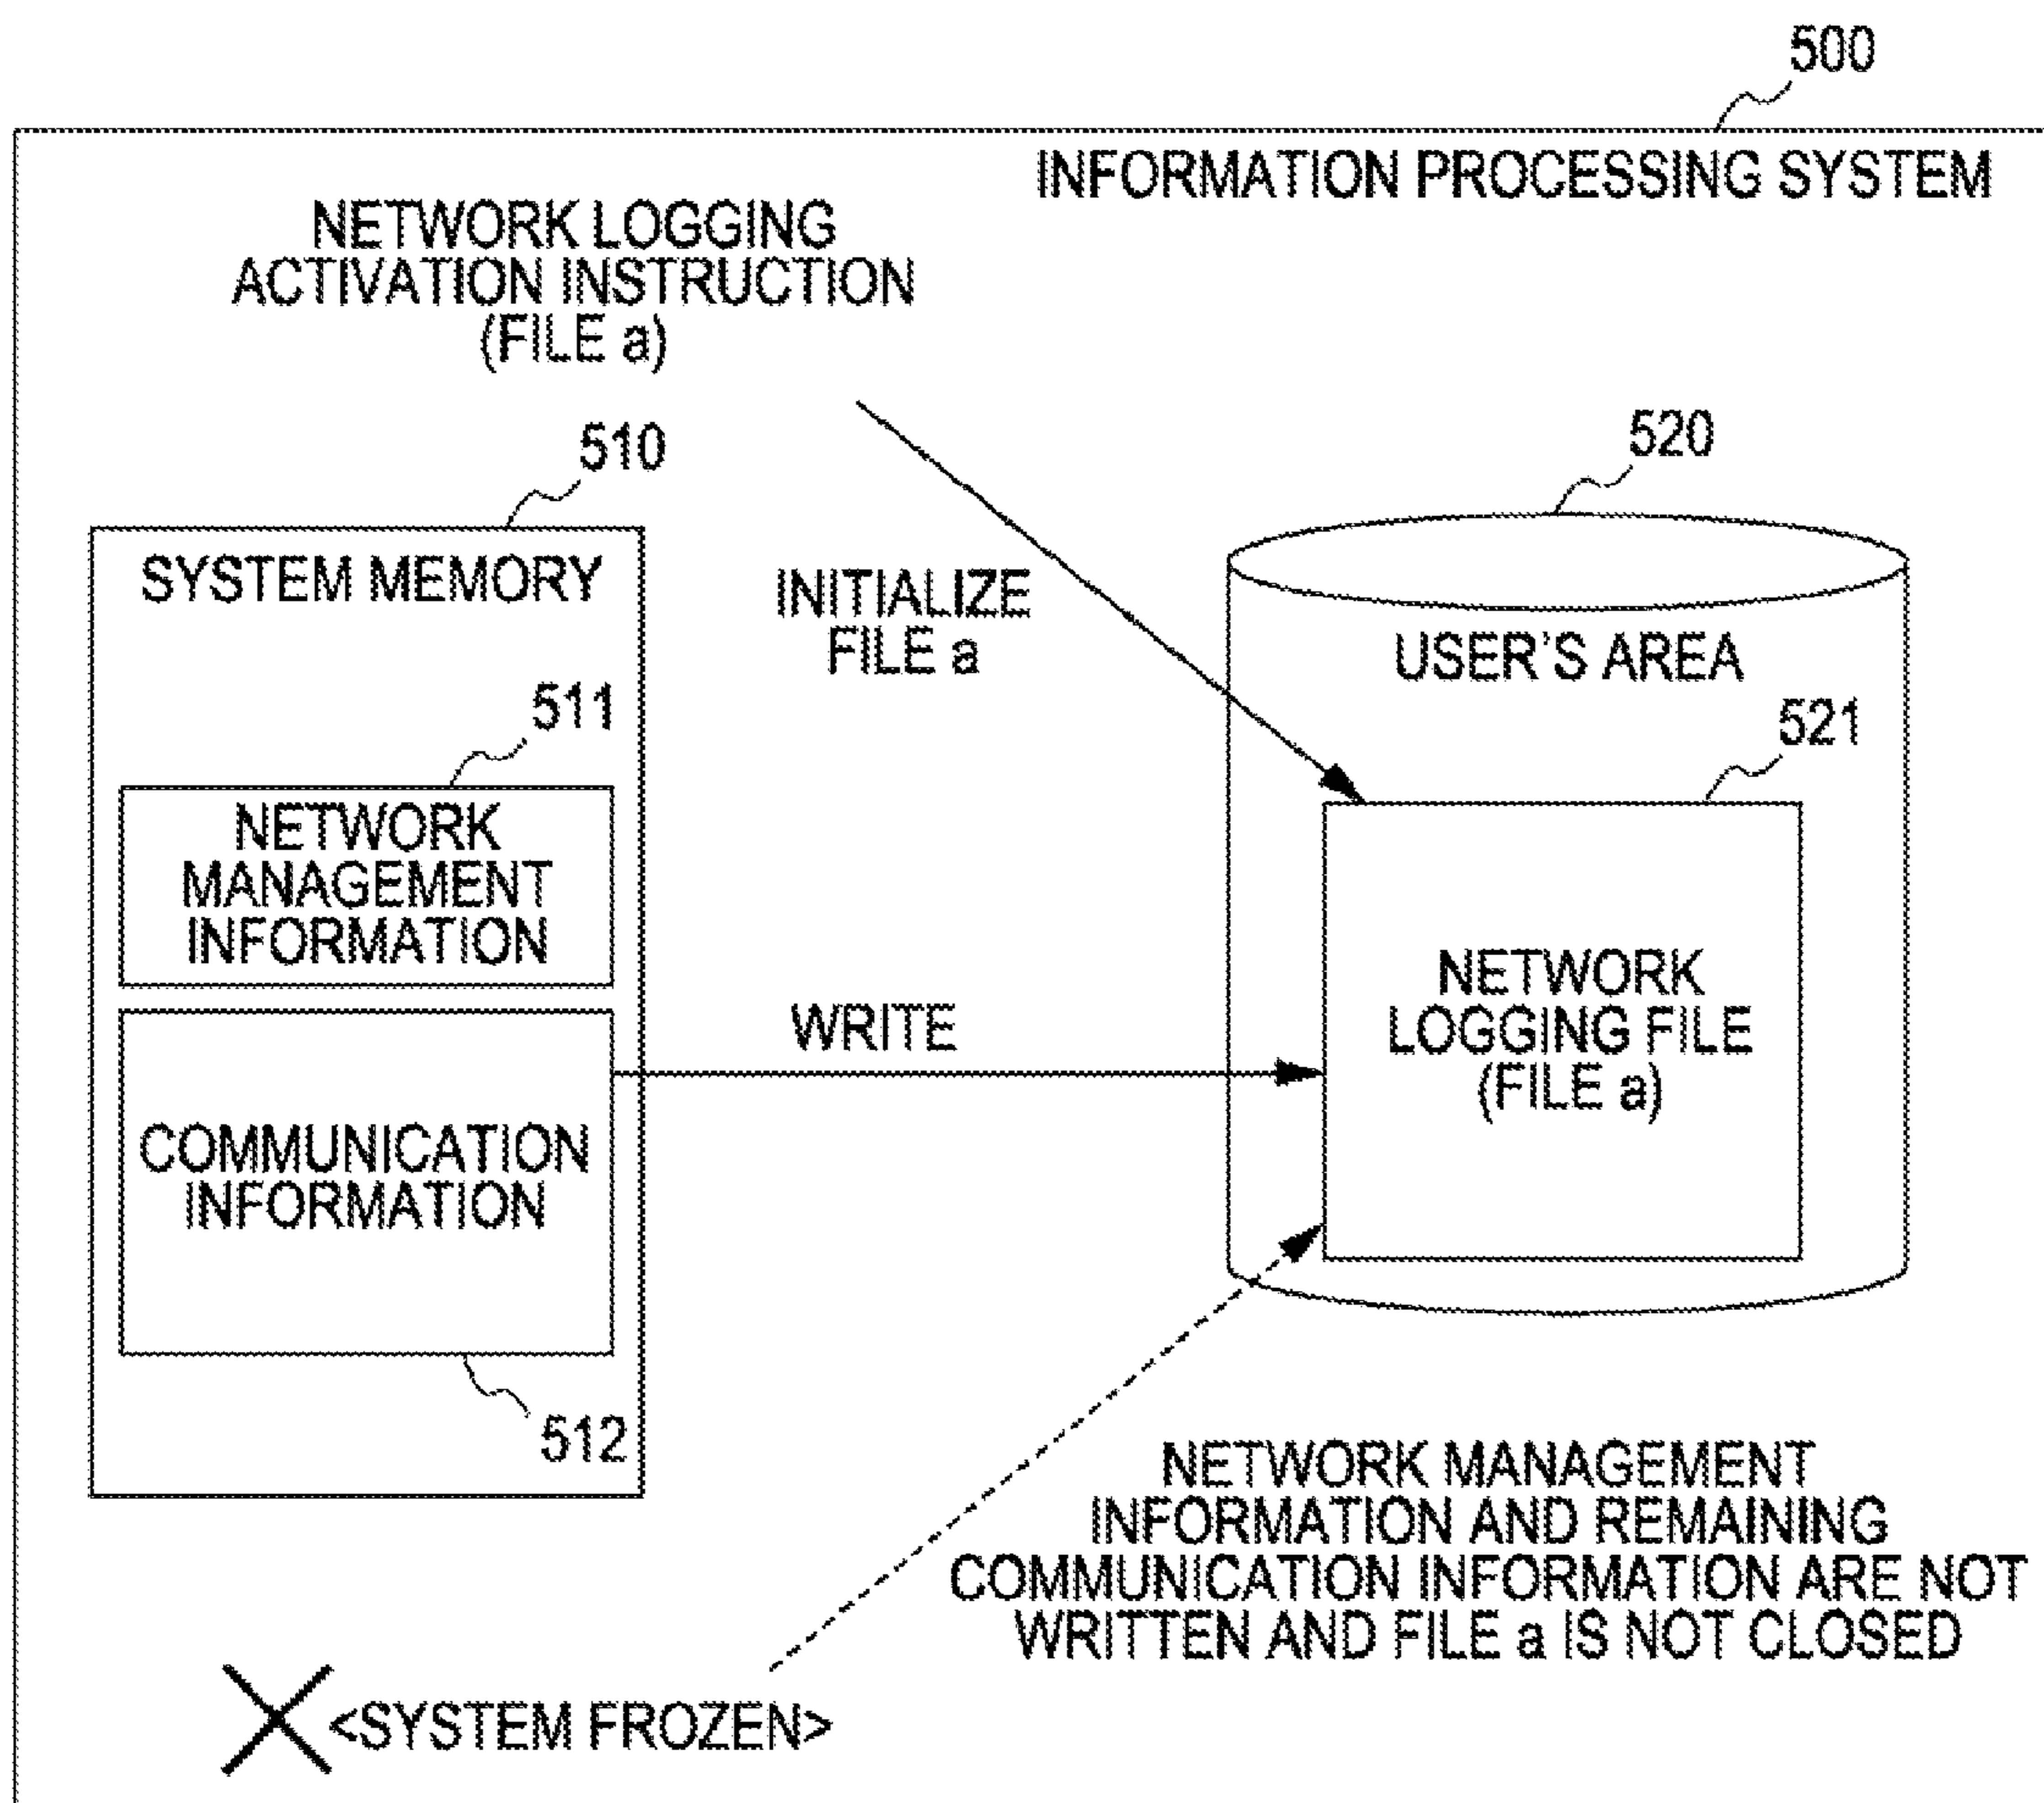 500
INFORMATION PROCESSING SYSTEM
NETWORK LOGGING
ACTIVATION INSTRUCTION
(FILE a)
510
SYSTEM MEMORY
511
NETWORK
MANAGEMENT
INFORMATION
COMMUNICATION
INFORMATION
512
INITIALIZE
FILE a
WRITE
520
USER'S AREA
521
NETWORK
LOGGING FILE
(FILE a)
NETWORK MANAGEMENT
INFORMATION AND REMAINING
COMMUNICATION INFORMATION ARE NOT
WRITTEN AND FILE a IS NOT CLOSED
<SYSTEM FROZEN>